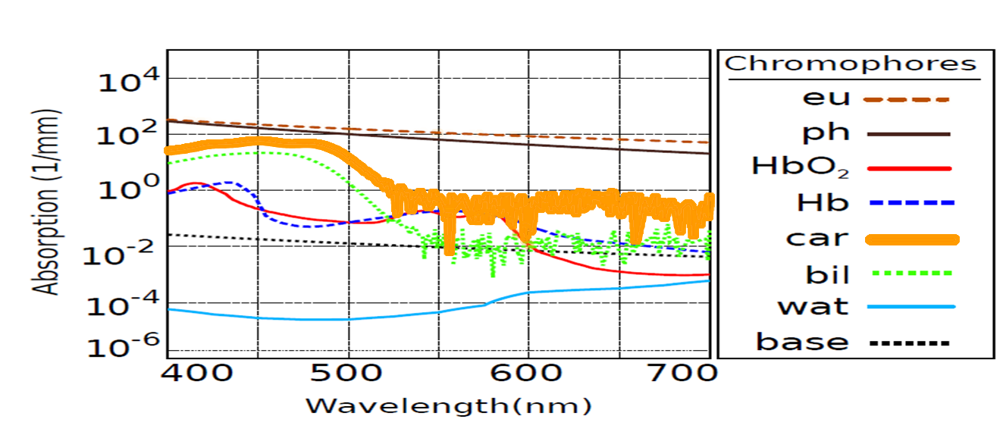 10⁴
10²
10⁰
10⁻²
10⁻⁴
10⁻⁶
Absorption (1/mm)
400 500 600 700
Wavelength(nm)
Chromophores
eu
ph
HbO₂
Hb
car
bil
wat
base